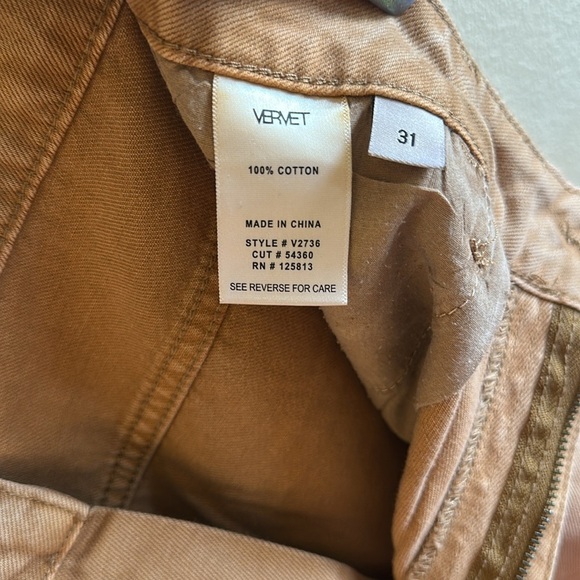 VERVET
31
100% COTTON
MADE IN CHINA
STYLE # V2736
CUT # 54360
RN # 125813
SEE REVERSE FOR CARE